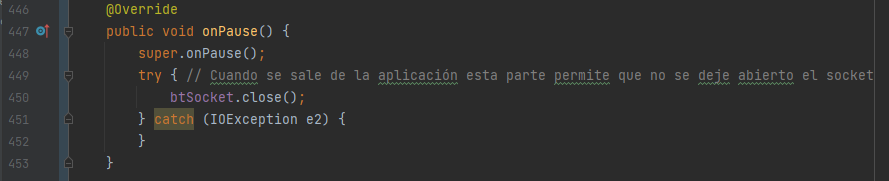 446 @Override
447 public void onPause() {
448 super.onPause();
449 try { // Cuando se sale de la aplicación esta parte permite que no se deje abierto el socket
450 btSocket.close();
451 } catch (IOException e2) {
452 }
453 }